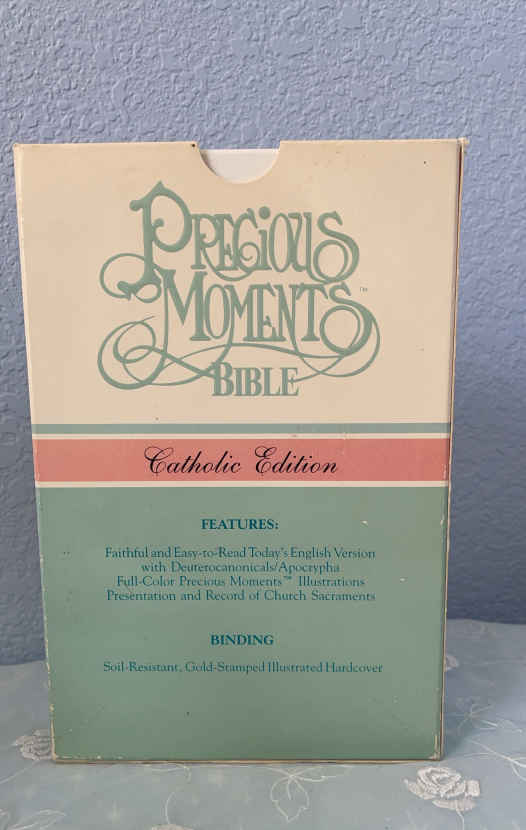 PRECIOUS
MOMENTS™
BIBLE
Catholic Edition
FEATURES:
Faithful and Easy-to-Read Today's English Version
with Deuterocanonicals/Apocrypha
Full-Color Precious Moments™ Illustrations
Presentation and Record of Church Sacraments
BINDING
Soil-Resistant, Gold-Stamped Illustrated Hardcover